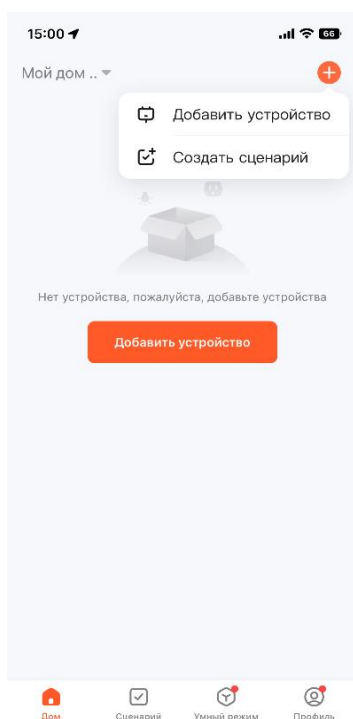 15:00
66
Мой дом ..
Добавить устройство
Создать сценарий
Нет устройства, пожалуйста, добавьте устройства
Добавить устройство
Дом
Сценарий
Умный режим
Профиль